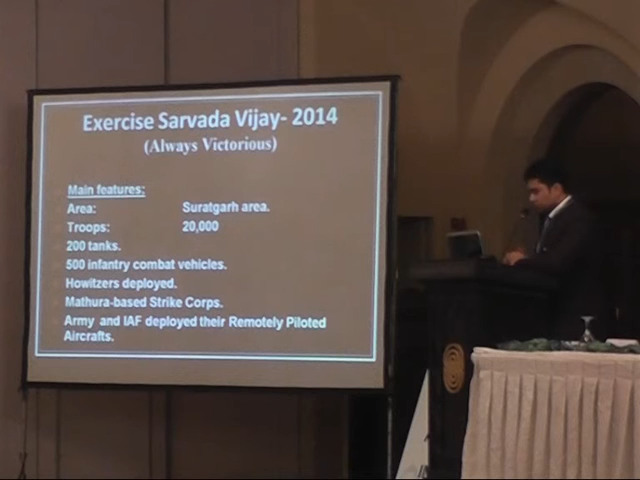 Exercise Sarvada Vijay- 2014
(Always Victorious)
Main features:
Area: Suratgarh area.
Troops: 20,000
200 tanks.
500 infantry combat vehicles.
Howitzers deployed.
Mathura-based Strike Corps.
Army and IAF deployed their Remotely Piloted
Aircrafts.